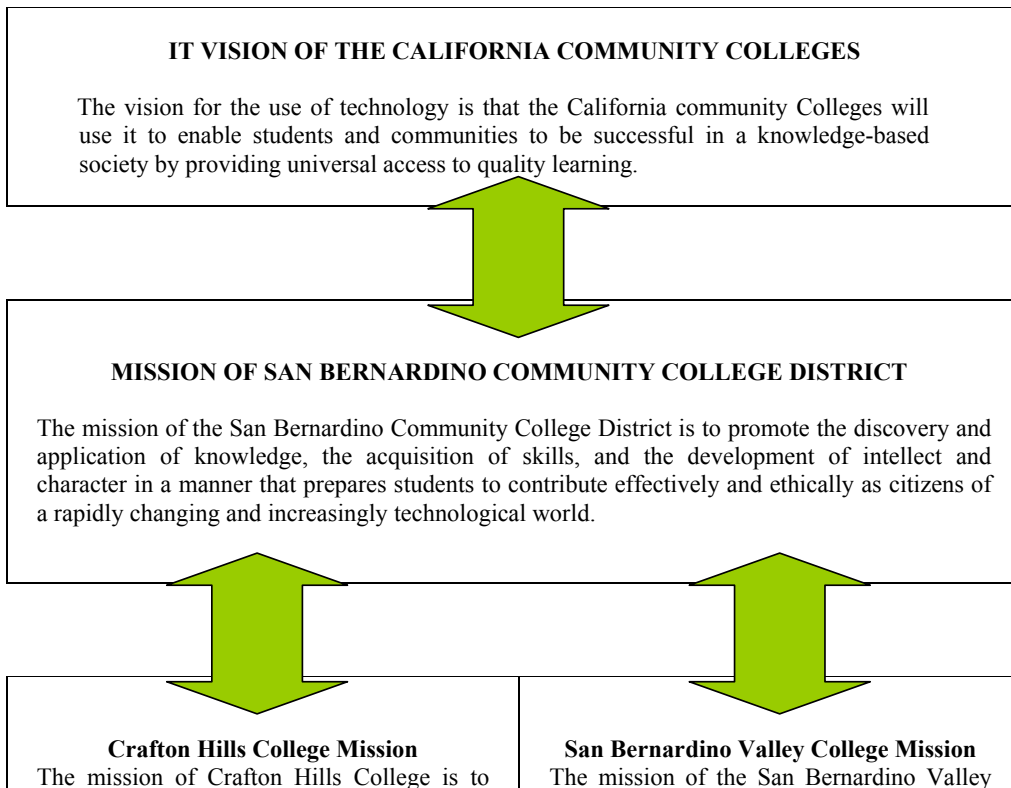 IT VISION OF THE CALIFORNIA COMMUNITY COLLEGES
The vision for the use of technology is that the California community Colleges will
use it to enable students and communities to be successful in a knowledge-based
society by providing universal access to quality learning.
MISSION OF SAN BERNARDINO COMMUNITY COLLEGE DISTRICT
The mission of the San Bernardino Community College District is to promote the discovery and
application of knowledge, the acquisition of skills, and the development of intellect and
character in a manner that prepares students to contribute effectively and ethically as citizens of
a rapidly changing and increasingly technological world.
Crafton Hills College Mission
The mission of Crafton Hills College is to
San Bernardino Valley College Mission
The mission of the San Bernardino Valley